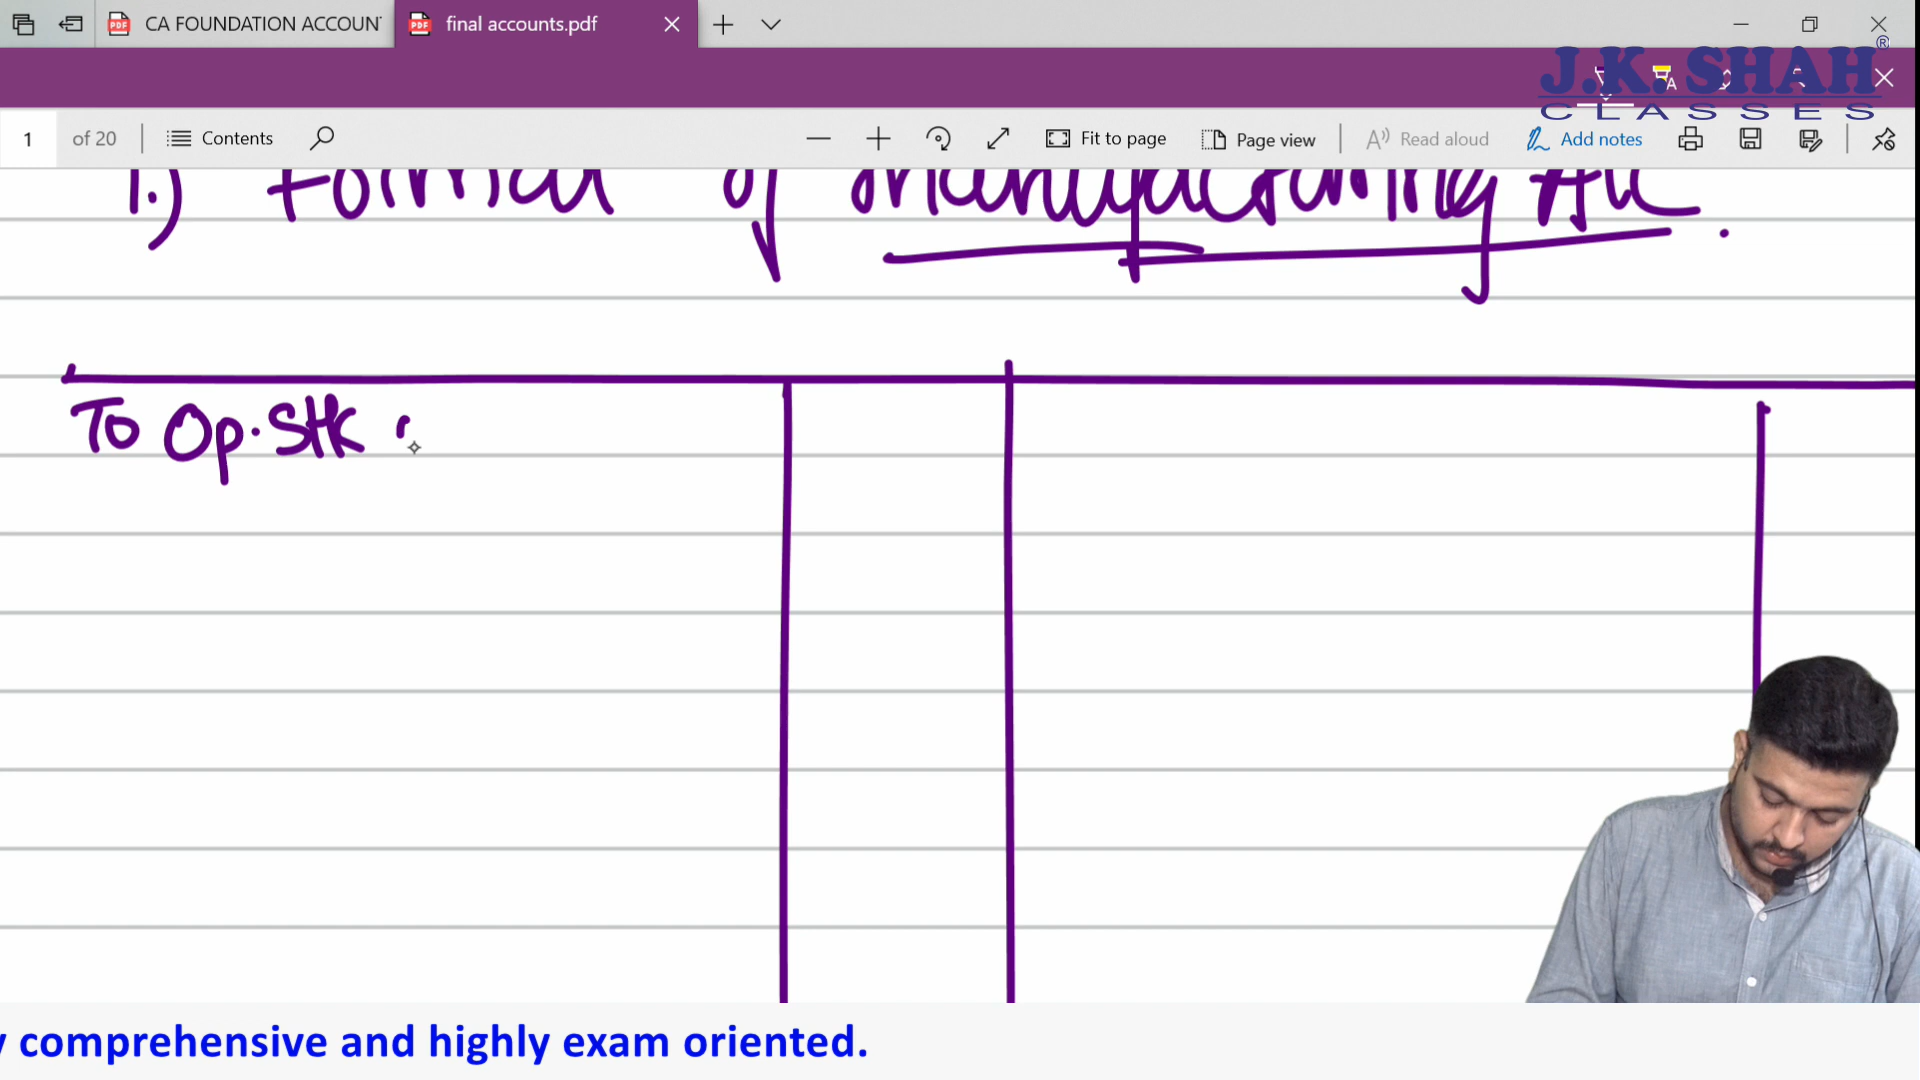 CA FOUNDATION ACCOUN
final accounts.pdf
J.K. SHAH®
CLASSES
1 of 20 Contents Fit to page Page view Read aloud Add notes
1.) Format of Manufacturing A/c.
To Op. Stk
comprehensive and highly exam oriented.